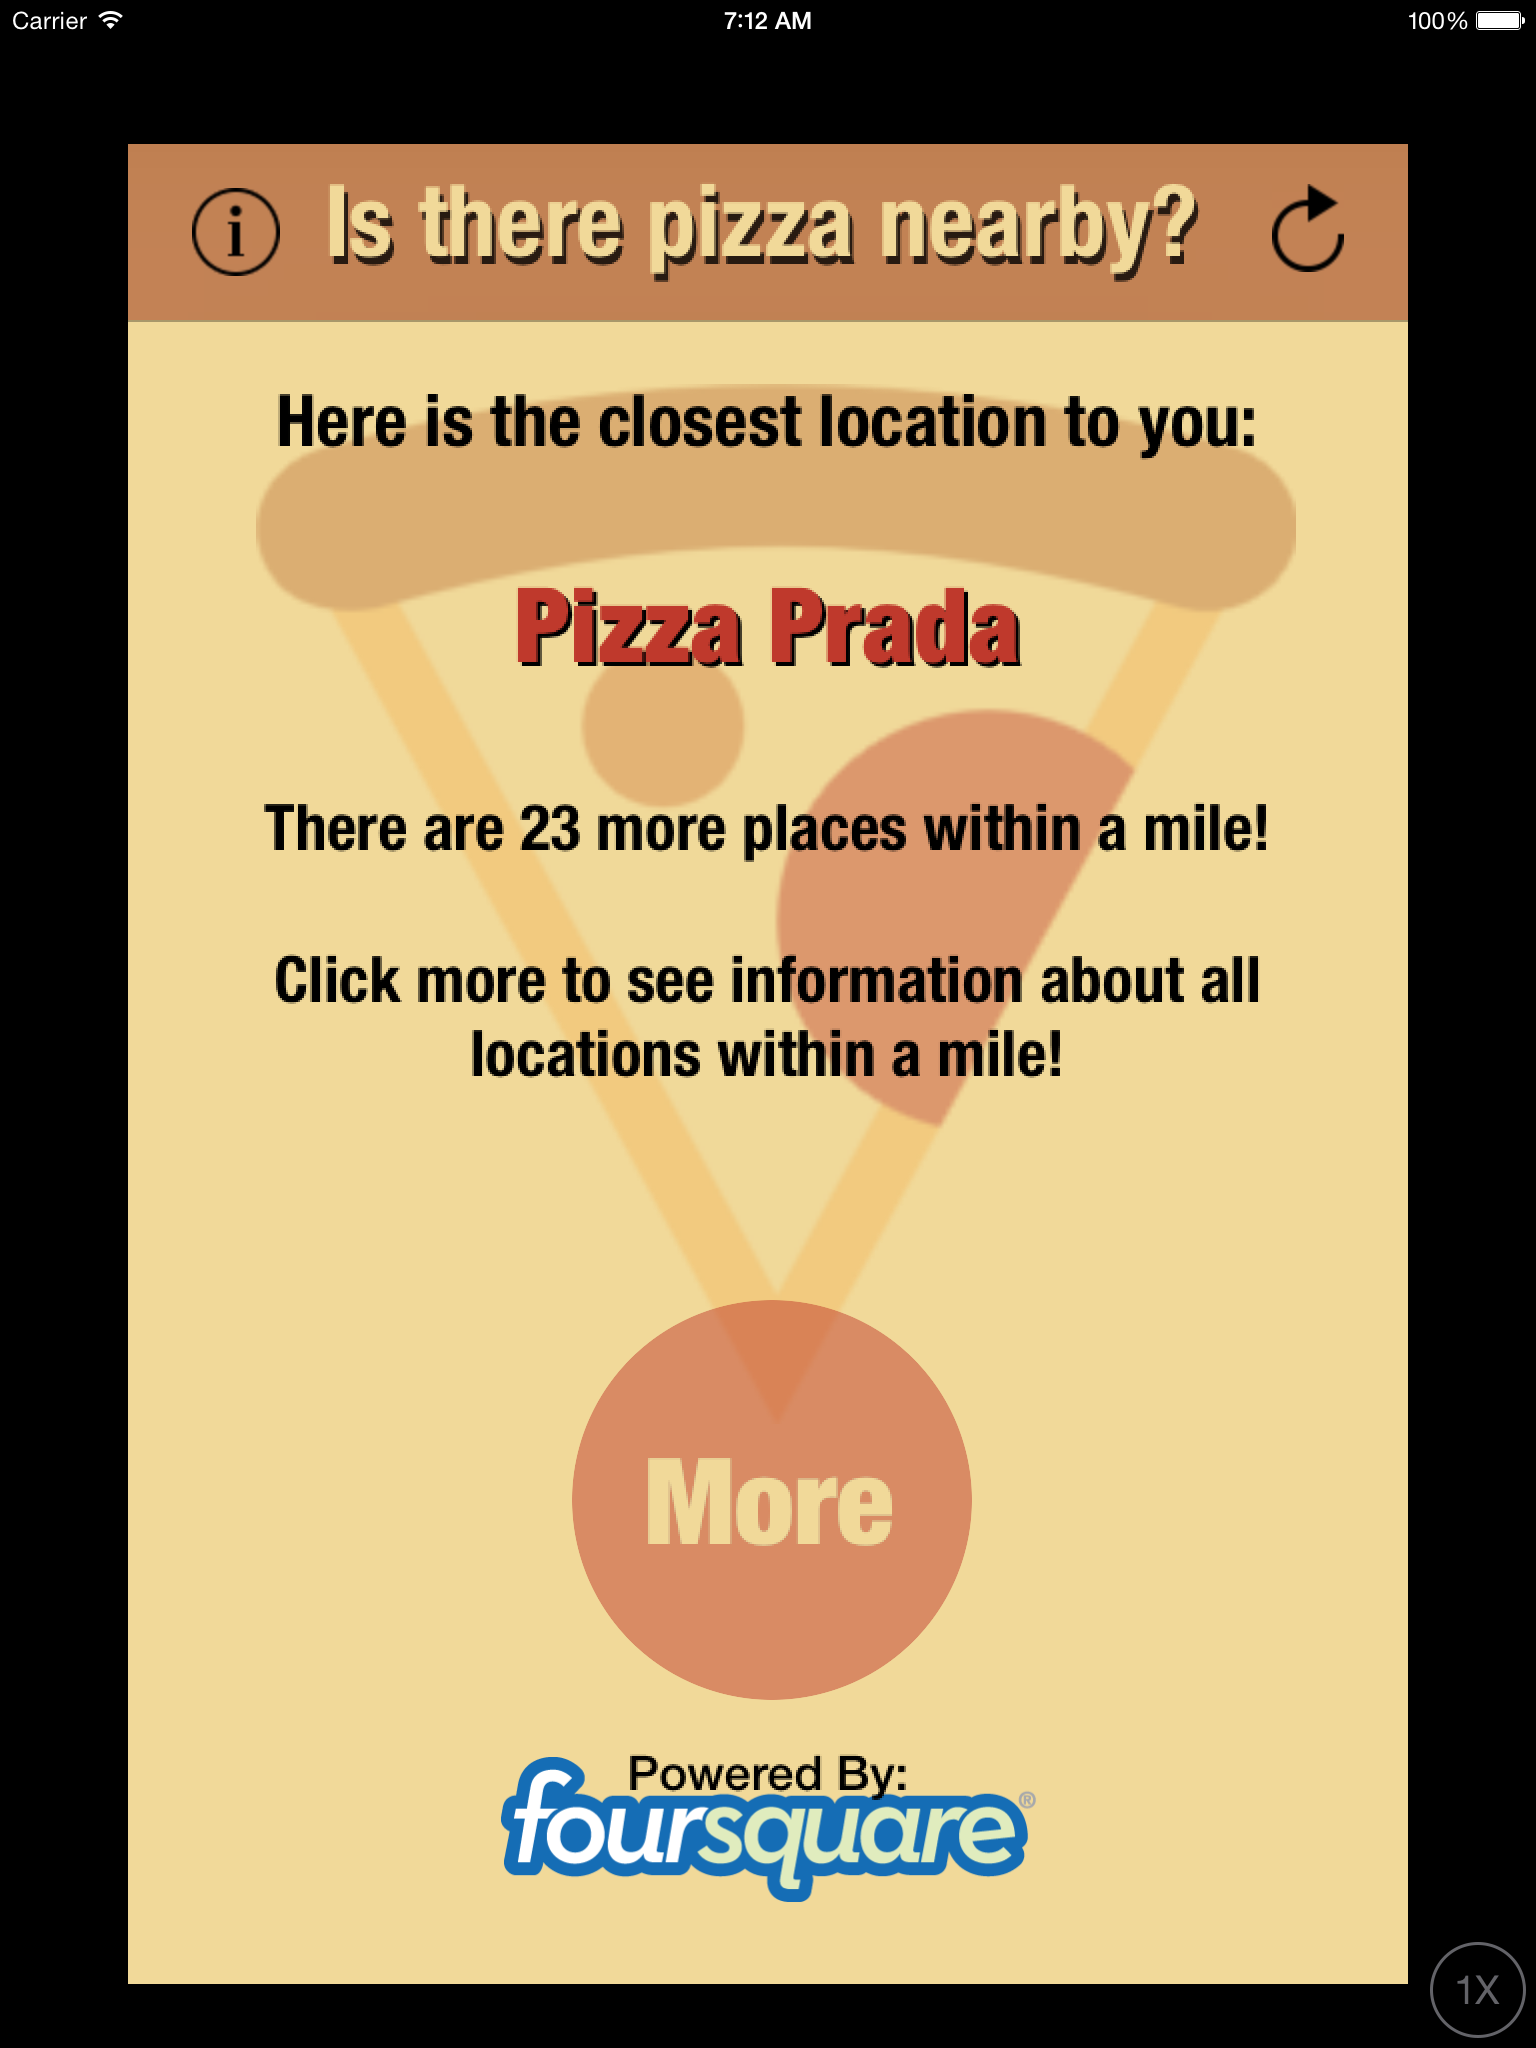 Carrier 7:12 AM 100%
i Is there pizza nearby?
Here is the closest location to you:
Pizza Prada
There are 23 more places within a mile!
Click more to see information about all
locations within a mile!
More
Powered By:
foursquare®
1X